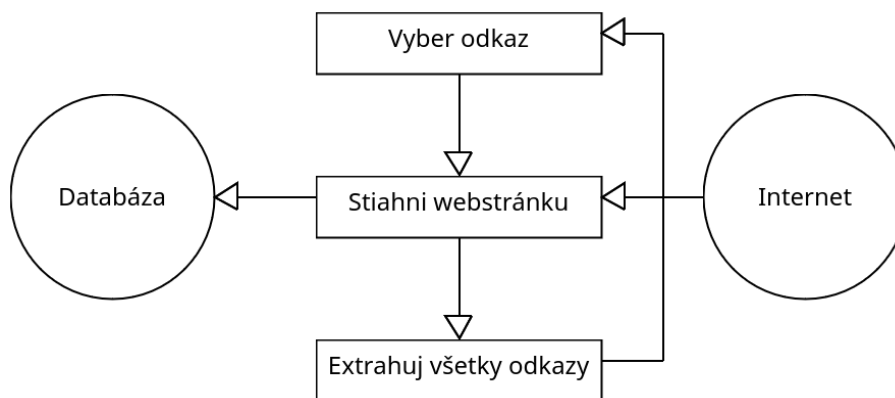 Vyber odkaz
Databáza
Stiahni webstránku
Internet
Extrahuj všetky odkazy